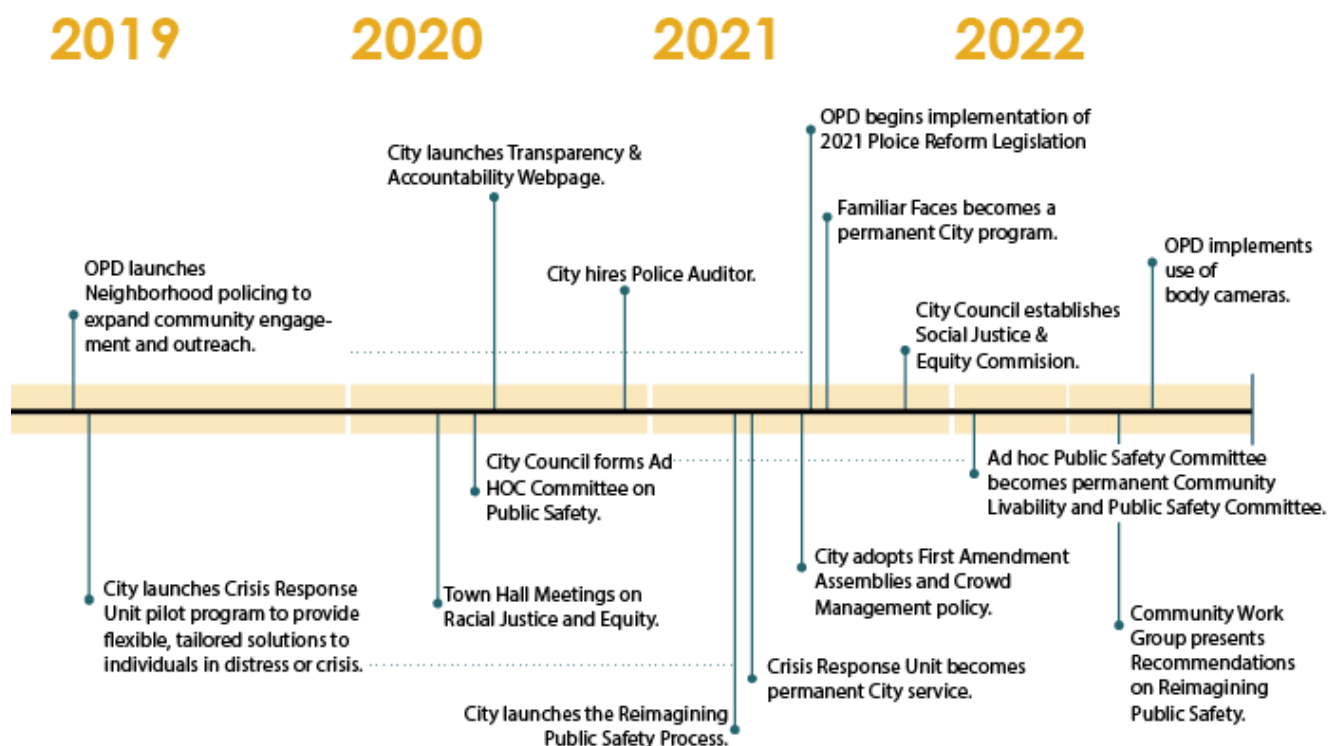 2019
2020
2021
2022
OPD begins implementation of
2021 Ploice Reform Legislation
City launches Transparency &
Accountability Webpage.
Familiar Faces becomes a
permanent City program.
OPD implements
use of
body cameras.
OPD launches
Neighborhood policing to
expand community engage-
ment and outreach.
City hires Police Auditor.
City Council establishes
Social Justice &
Equity Commision.
City Council forms Ad
HOC Committee on
Public Safety.
Ad hoc Public Safety Committee
becomes permanent Community
Livability and Public Safety Committee.
City adopts First Amendment
Assemblies and Crowd
Management policy.
City launches Crisis Response
Unit pilot program to provide
flexible, tailored solutions to
individuals in distress or crisis.
Town Hall Meetings on
Racial Justice and Equity.
Community Work
Group presents
Recommendations
on Reimagining
Public Safety.
Crisis Response Unit becomes
permanent City service.
City launches the Reimagining
Public Safety Process.